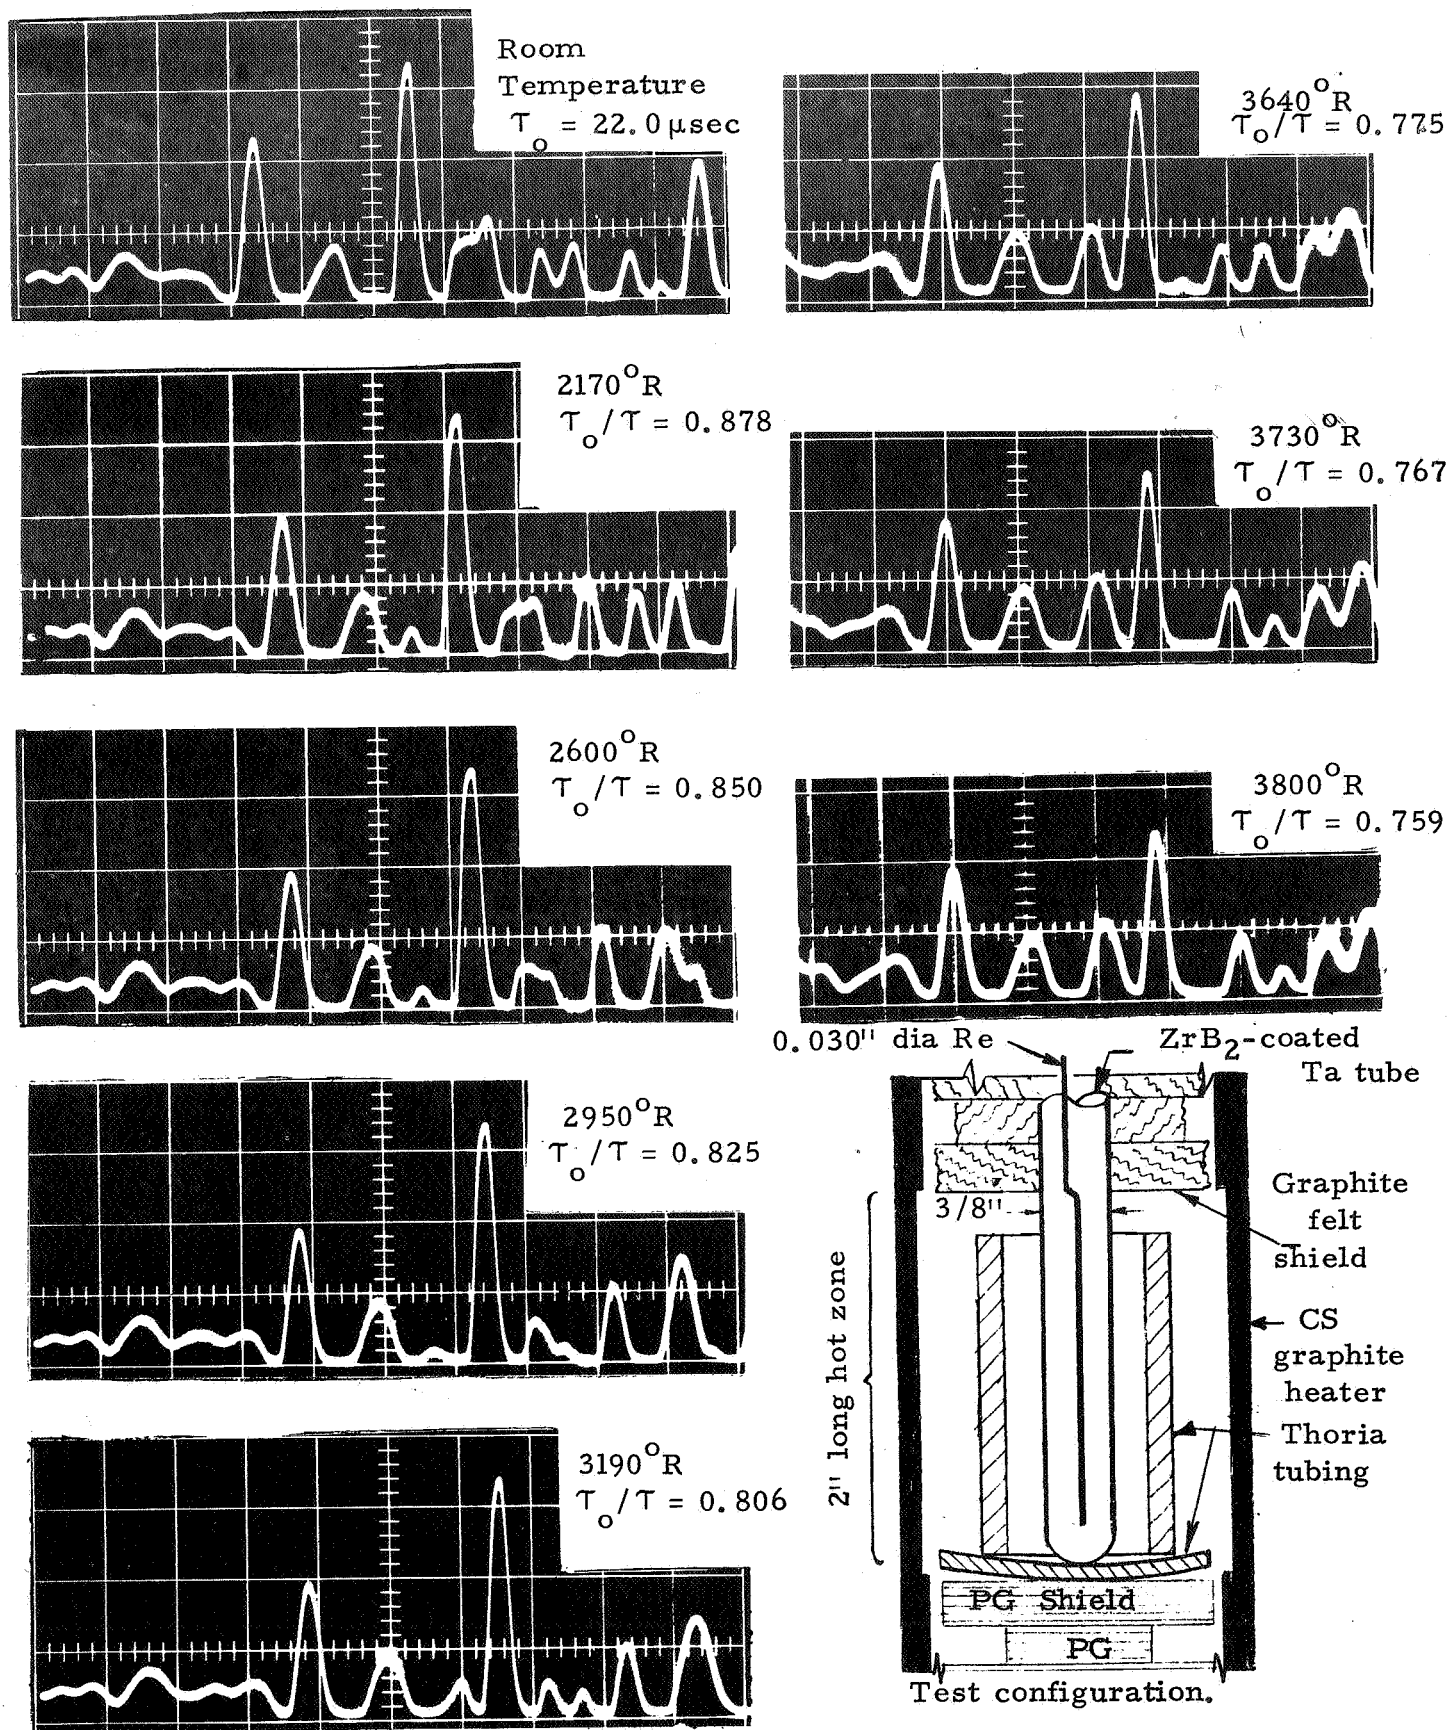 Room
Temperature
τₒ = 22.0 μsec
2170°R
τₒ/τ = 0.878
2600°R
τₒ/τ = 0.850
2950°R
τₒ/τ = 0.825
3190°R
τₒ/τ = 0.806
3640°R
τₒ/τ = 0.775
3730°R
τₒ/τ = 0.767
3800°R
τₒ/τ = 0.759
0.030" dia Re
ZrB₂-coated
Ta tube
3/8"
Graphite
felt
shield
2" long hot zone
CS
graphite
heater
Thoria
tubing
PG Shield
PG
Test configuration.